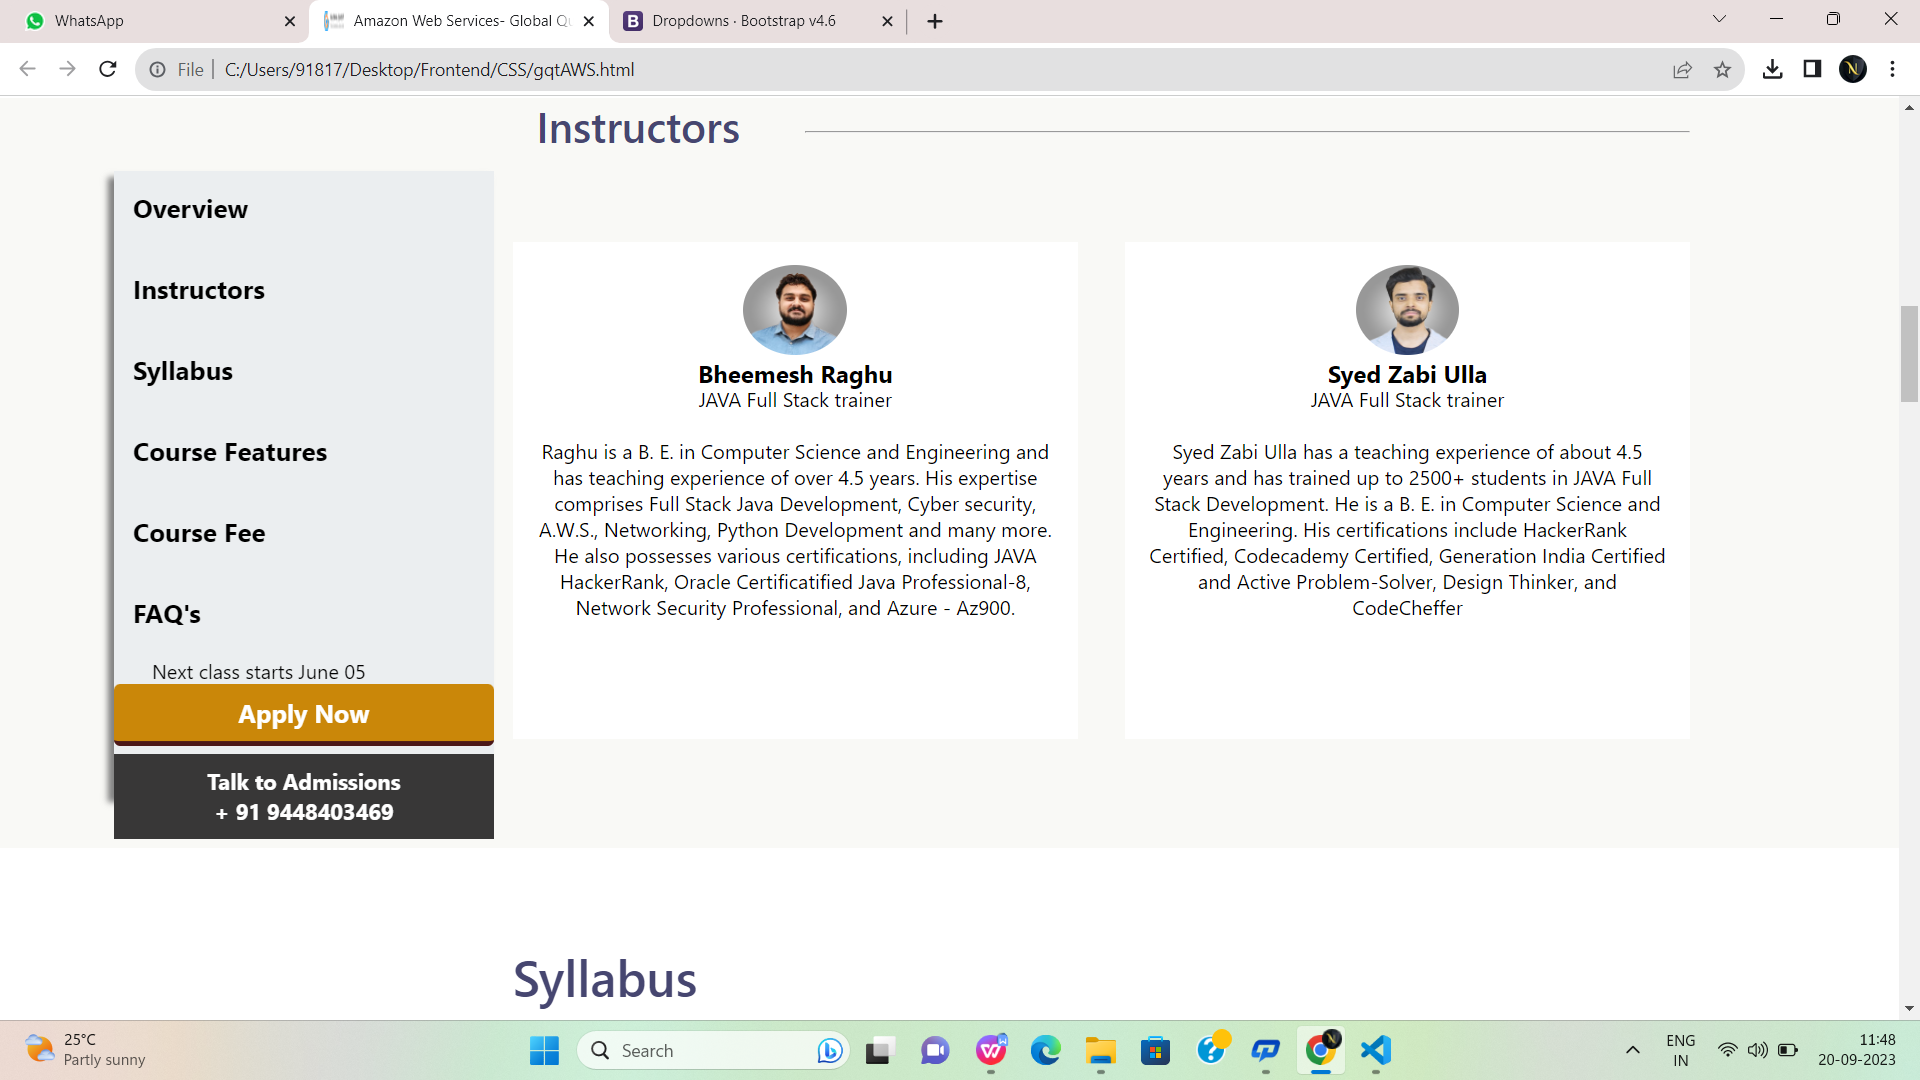 WhatsApp
Amazon Web Services- Global Qu
Dropdowns · Bootstrap v4.6
File
C:/Users/91817/Desktop/Frontend/CSS/gqtAWS.html
Instructors
Overview
Instructors
Syllabus
Course Features
Course Fee
FAQ's
Next class starts June 05
Apply Now
Talk to Admissions
+ 91 9448403469
Bheemesh Raghu
JAVA Full Stack trainer
Raghu is a B. E. in Computer Science and Engineering and
has teaching experience of over 4.5 years. His expertise
comprises Full Stack Java Development, Cyber security,
A.W.S., Networking, Python Development and many more.
He also possesses various certifications, including JAVA
HackerRank, Oracle Certificatified Java Professional-8,
Network Security Professional, and Azure - Az900.
Syed Zabi Ulla
JAVA Full Stack trainer
Syed Zabi Ulla has a teaching experience of about 4.5
years and has trained up to 2500+ students in JAVA Full
Stack Development. He is a B. E. in Computer Science and
Engineering. His certifications include HackerRank
Certified, Codecademy Certified, Generation India Certified
and Active Problem-Solver, Design Thinker, and
CodeCheffer
Syllabus
25°C
Partly sunny
Search
ENG
IN
11:48
20-09-2023